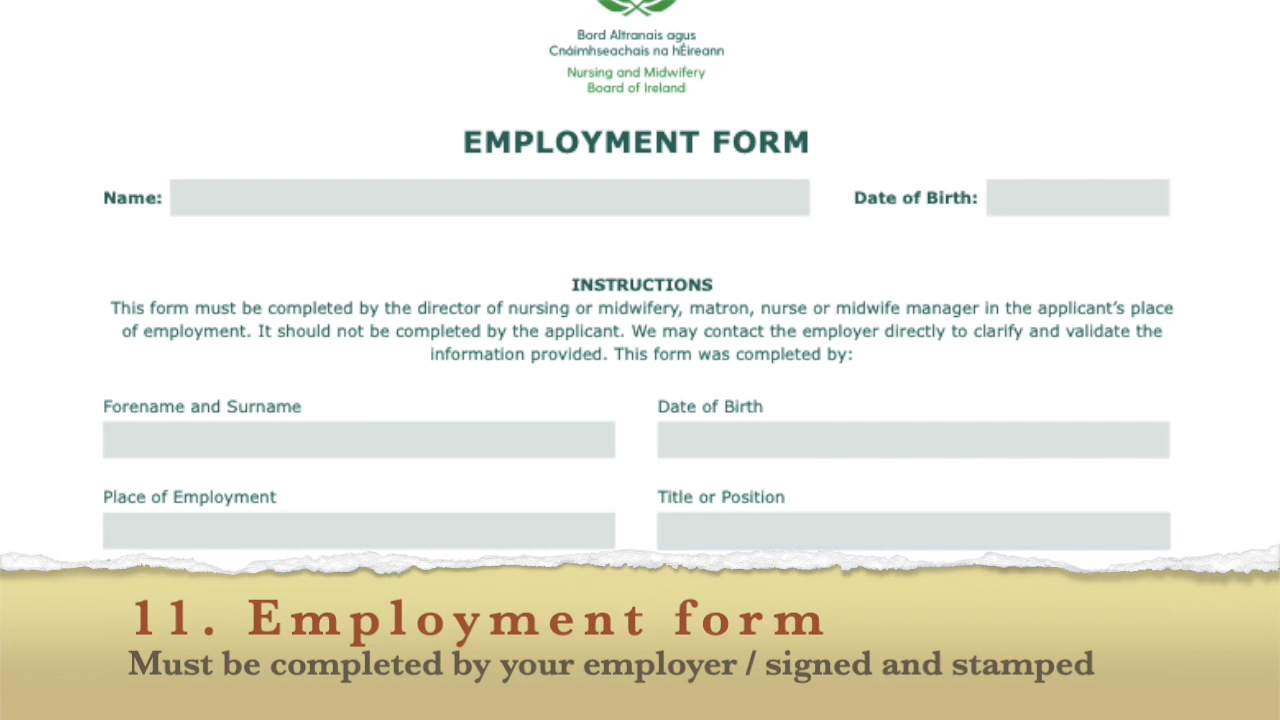 Bord Altranais agus
Cnáimhseachais na hÉireann
Nursing and Midwifery
Board of Ireland
EMPLOYMENT FORM
Name: Date of Birth:
INSTRUCTIONS
This form must be completed by the director of nursing or midwifery, matron, nurse or midwife manager in the applicant’s place
of employment. It should not be completed by the applicant. We may contact the employer directly to clarify and validate the
information provided. This form was completed by:
Forename and Surname Date of Birth
Place of Employment Title or Position
11. Employment form
Must be completed by your employer / signed and stamped